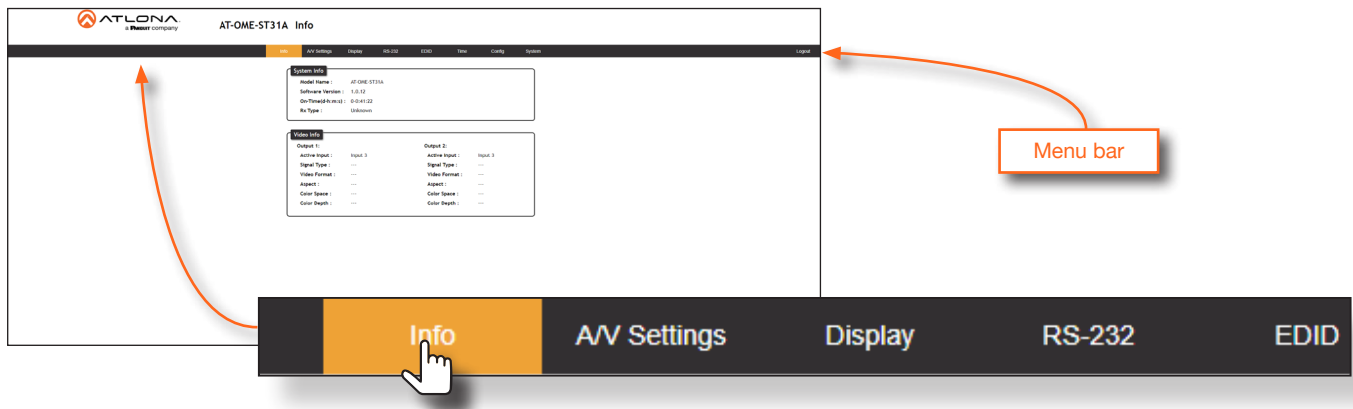 ATLONA
a PANDUIT company
AT-OME-ST31A Info
Info A/V Settings Display RS-232 EDID Time Config System Logout
System Info
Model Name : AT-OME-ST31A
Software Version : 1.0.12
On-Time(d-h:m:s) : 0-0:41:22
Rx Type : Unknown
Video Info
Output 1: Output 2:
Active Input : Input 3 Active Input : Input 3
Signal Type : --- Signal Type : ---
Video Format : --- Video Format : ---
Aspect : --- Aspect : ---
Color Space : --- Color Space : ---
Color Depth : --- Color Depth : ---
Menu bar
Info A/V Settings Display RS-232 EDID